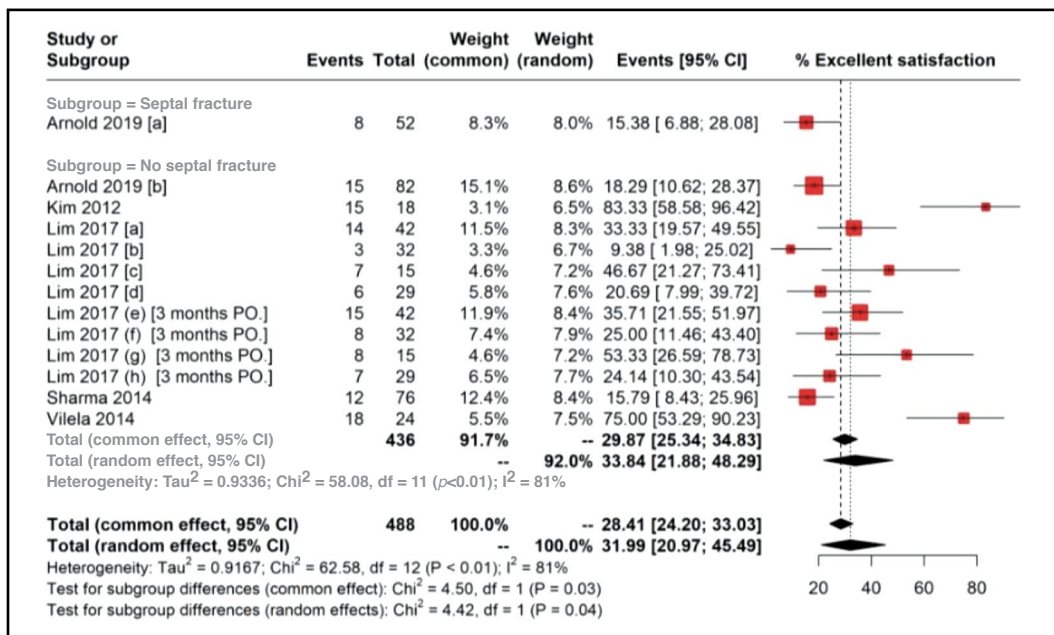 Study or Subgroup Events Total Weight (common) Weight (random) Events [95% CI] % Excellent satisfaction
Subgroup = Septal fracture
Arnold 2019 [a] 8 52 8.3% 8.0% 15.38 [ 6.88; 28.08]
Subgroup = No septal fracture
Arnold 2019 [b] 15 82 15.1% 8.6% 18.29 [10.62; 28.37]
Kim 2012 15 18 3.1% 6.5% 83.33 [58.58; 96.42]
Lim 2017 [a] 14 42 11.5% 8.3% 33.33 [19.57; 49.55]
Lim 2017 [b] 3 32 3.3% 6.7% 9.38 [ 1.98; 25.02]
Lim 2017 [c] 7 15 4.6% 7.2% 46.67 [21.27; 73.41]
Lim 2017 [d] 6 29 5.8% 7.6% 20.69 [ 7.99; 39.72]
Lim 2017 (e) [3 months PO.] 15 42 11.9% 8.4% 35.71 [21.55; 51.97]
Lim 2017 (f) [3 months PO.] 8 32 7.4% 7.9% 25.00 [11.46; 43.40]
Lim 2017 (g) [3 months PO.] 8 15 4.6% 7.2% 53.33 [26.59; 78.73]
Lim 2017 (h) [3 months PO.] 7 29 6.5% 7.7% 24.14 [10.30; 43.54]
Sharma 2014 12 76 12.4% 8.4% 15.79 [ 8.43; 25.96]
Vilela 2014 18 24 5.5% 7.5% 75.00 [53.29; 90.23]
Total (common effect, 95% CI) 436 91.7% -- 29.87 [25.34; 34.83]
Total (random effect, 95% CI) -- 92.0% 33.84 [21.88; 48.29]
Heterogeneity: Tau² = 0.9336; Chi² = 58.08, df = 11 (p<0.01); I² = 81%
Total (common effect, 95% CI) 488 100.0% -- 28.41 [24.20; 33.03]
Total (random effect, 95% CI) -- 100.0% 31.99 [20.97; 45.49]
Heterogeneity: Tau² = 0.9167; Chi² = 62.58, df = 12 (P < 0.01); I² = 81%
Test for subgroup differences (common effect): Chi² = 4.50, df = 1 (P = 0.03)
Test for subgroup differences (random effects): Chi² = 4.42, df = 1 (P = 0.04)
20 40 60 80